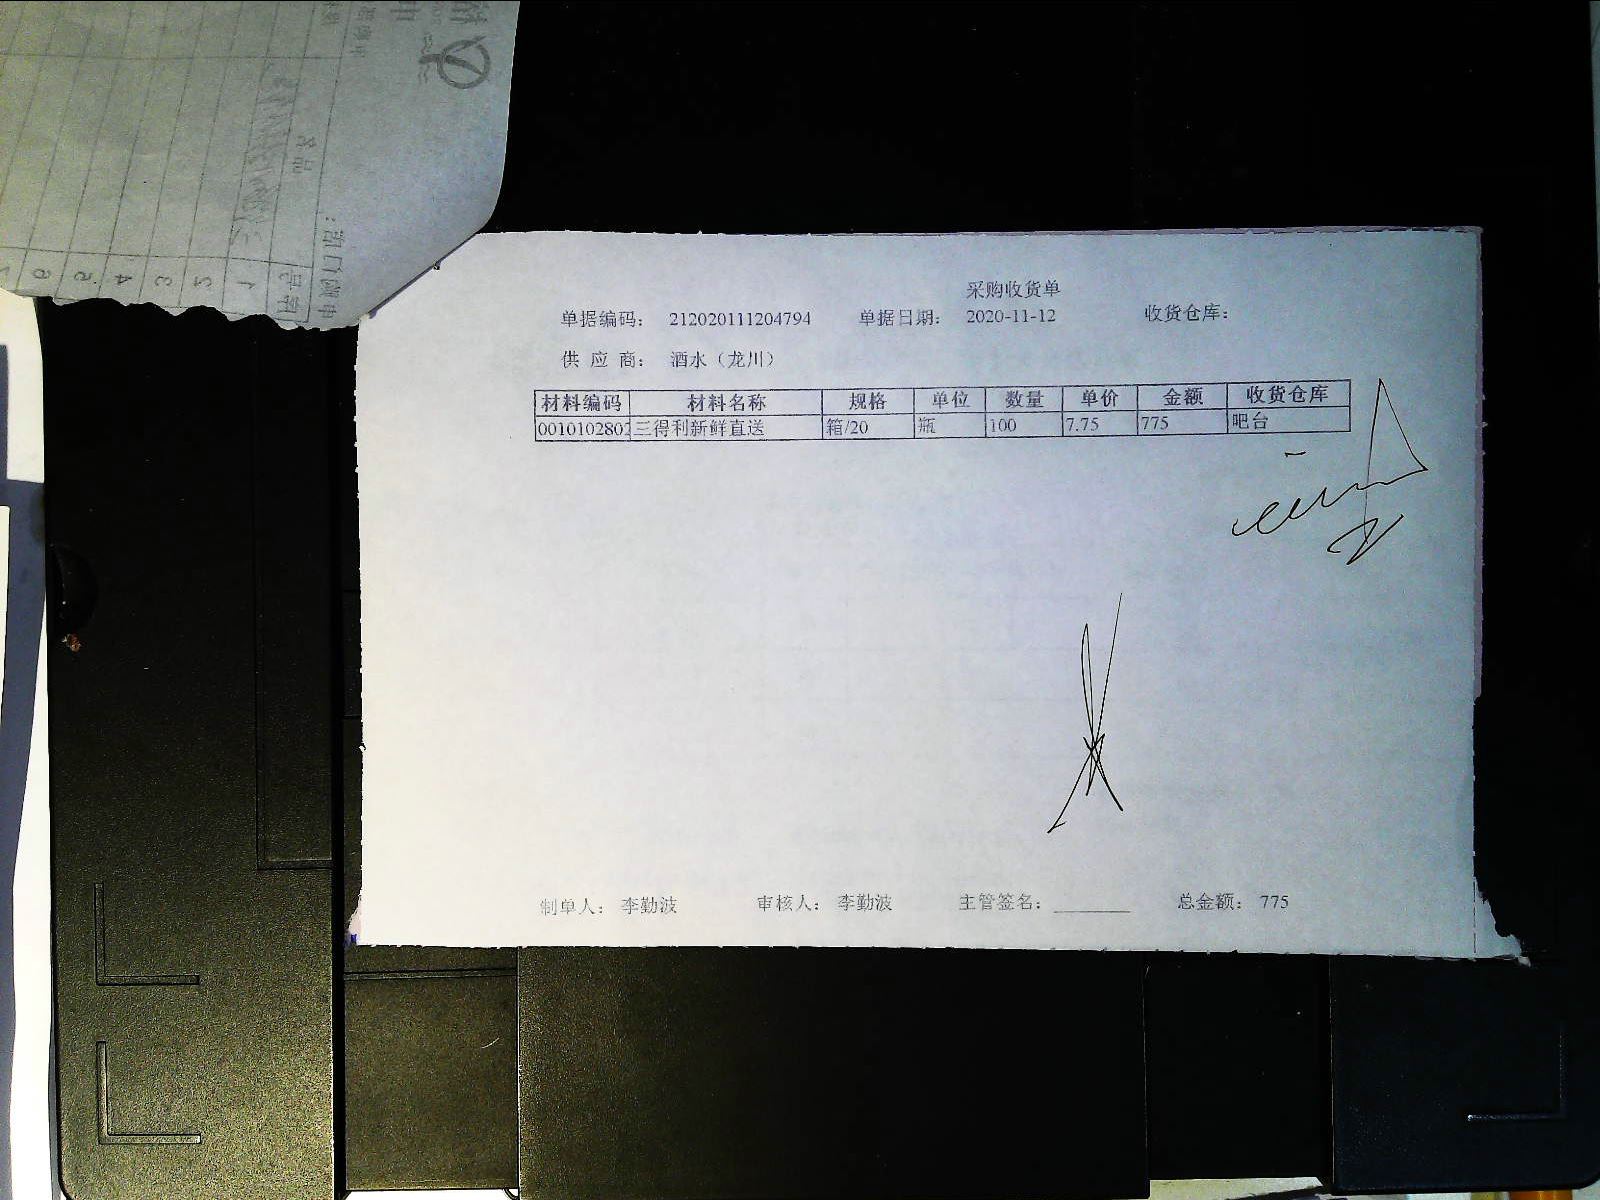 采购收货单
单据编码： 212020111204794 单据日期： 2020-11-12 收货仓库：
供 应 商： 酒水（龙川）
材料编码 材料名称 规格 单位 数量 单价 金额 收货仓库
0010102802 三得利新鲜直送 箱/20 瓶 100 7.75 775 吧台
制单人： 李勤波 审核人： 李勤波 主管签名： 总金额： 775